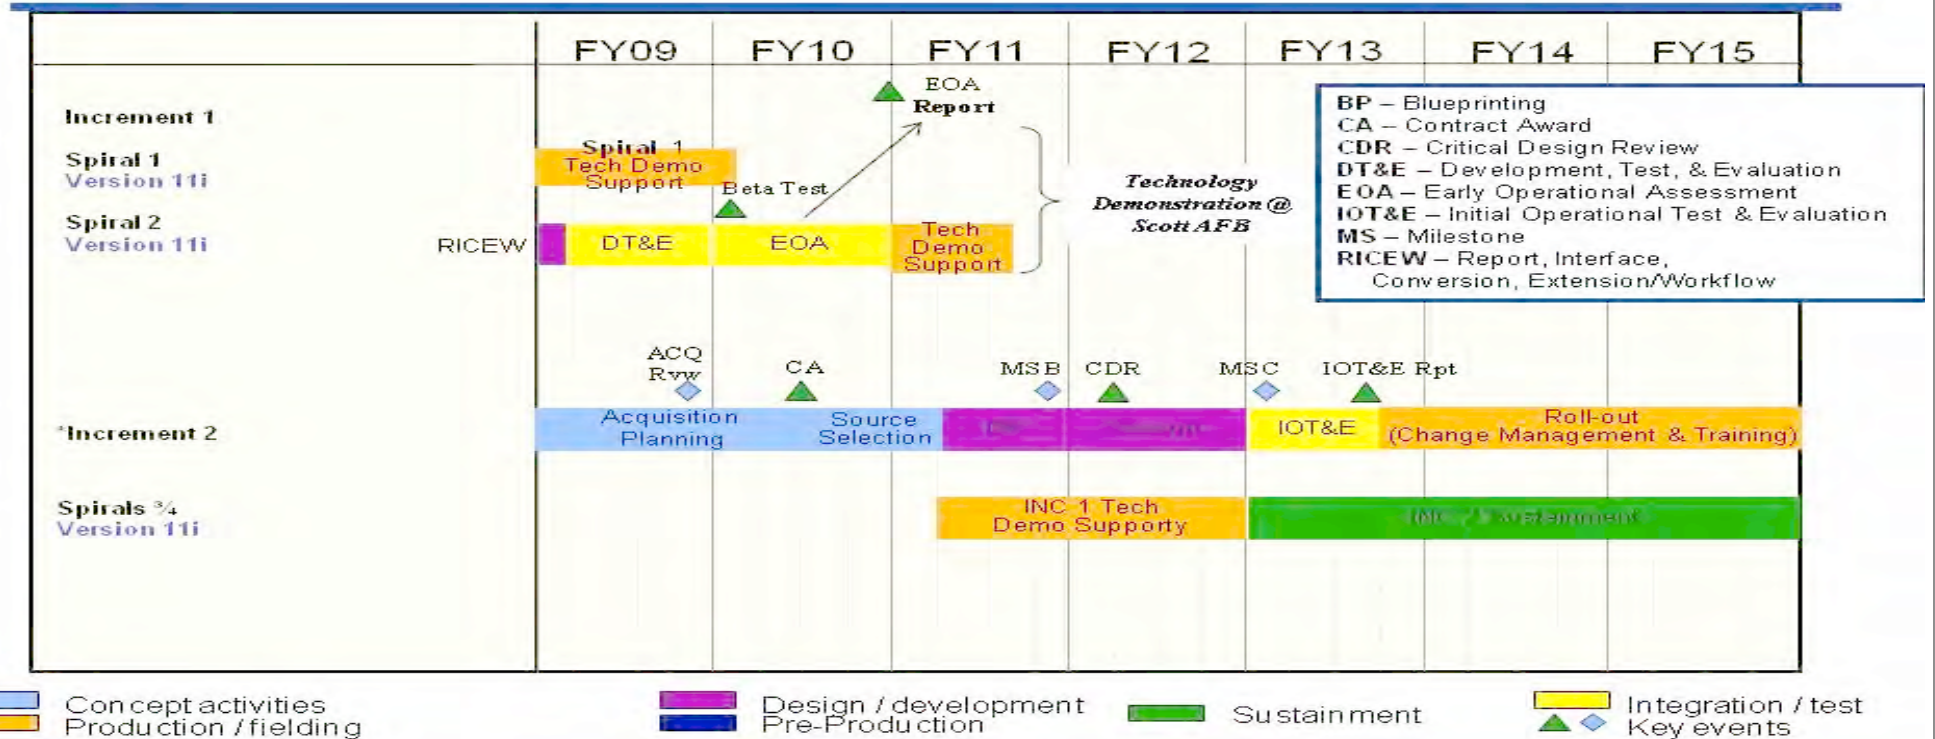 FY09 FY10 FY11 FY12 FY13 FY14 FY15
EOA
Report
BP – Blueprinting
CA – Contract Award
CDR – Critical Design Review
DT&E – Development, Test, & Evaluation
EOA – Early Operational Assessment
IOT&E – Initial Operational Test & Evaluation
MS – Milestone
RICEW – Report, Interface,
Conversion, Extension/Workflow
Increment 1
Spiral 1
Version 11i
Spiral 1
Tech Demo
Support
Beta Test
Technology
Demonstration @
Scott AFB
Spiral 2
Version 11i
RICEW
DT&E
EOA
Tech
Demo
Support
ACQ
Rvw
CA
MSB
CDR
MSC
IOT&E Rpt
*Increment 2
Acquisition
Planning
Source
Selection
IOT&E
Roll-out
(Change Management & Training)
Spirals ¾
Version 11i
INC 1 Tech
Demo Supporty
Concept activities
Production / fielding
Design / development
Pre-Production
Sustainment
Integration / test
Key events